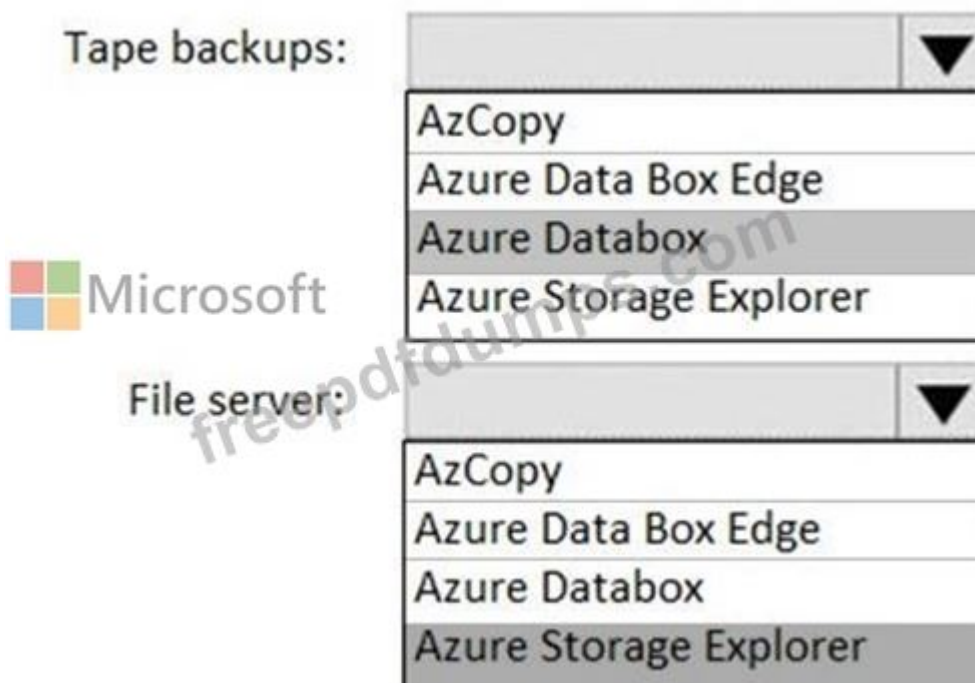 Tape backups:
AzCopy
Azure Data Box Edge
Azure Databox
Azure Storage Explorer
Microsoft
freepdfdumps.com
File server:
AzCopy
Azure Data Box Edge
Azure Databox
Azure Storage Explorer